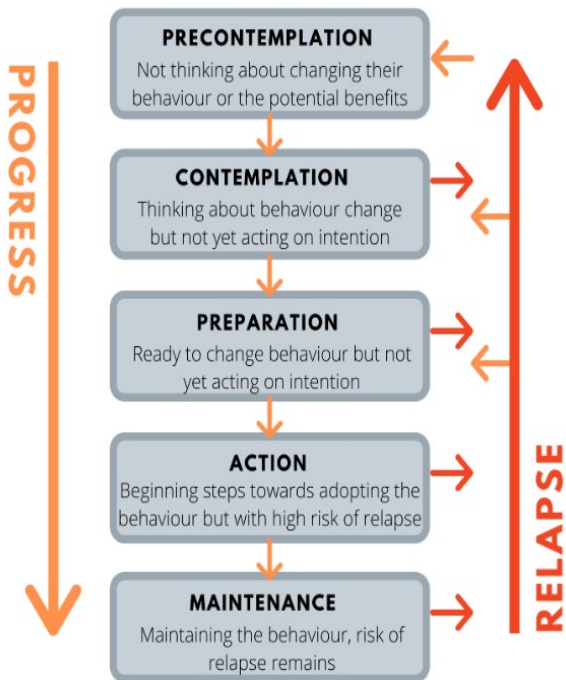 PROGRESS
PRECONTEMPLATION
Not thinking about changing their
behaviour or the potential benefits
CONTEMPLATION
Thinking about behaviour change
but not yet acting on intention
PREPARATION
Ready to change behaviour but not
yet acting on intention
ACTION
Beginning steps towards adopting the
behaviour but with high risk of relapse
MAINTENANCE
Maintaining the behaviour, risk of
relapse remains
RELAPSE